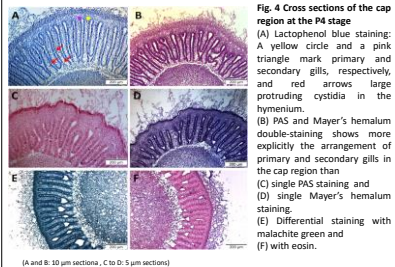 Fig. 4 Cross sections of the cap
region at the P4 stage
(A) Lactophenol blue staining:
A yellow circle and a pink
triangle mark primary and
secondary gills, respectively,
and red arrows large
protruding cystidia in the
hymenium.
(B) PAS and Mayer's hemalum
double-staining shows more
explicitly the arrangement of
primary and secondary gills in
the cap region than
(C) single PAS staining and
(D) single Mayer's hemalum
staining.
(E) Differential staining with
malachite green and
(F) with eosin.
A
B
C
D
E
F
(A and B: 10 µm sectiona , C to D: 5 µm sections)